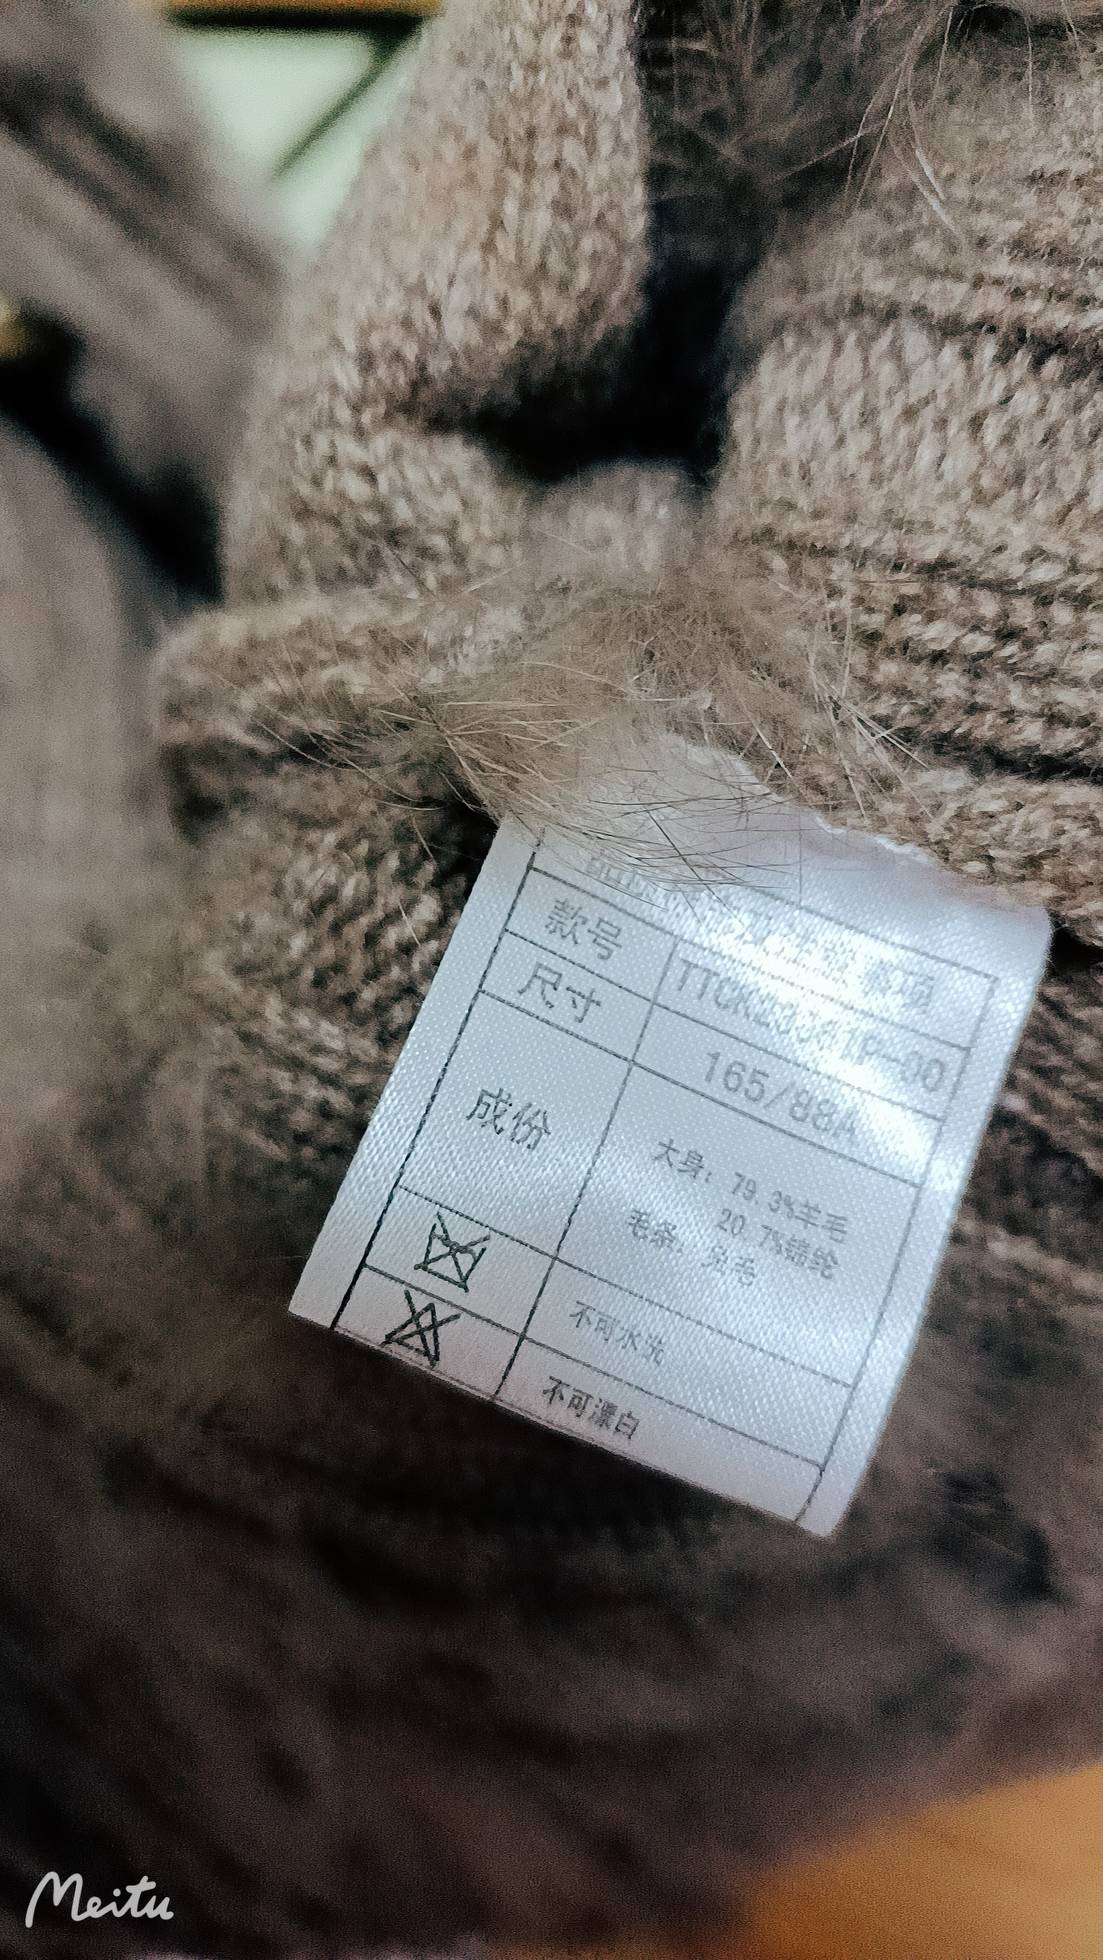 款号
尺寸 165/88A
成份 大身: 79.3%羊毛
20.7%锦纶
毛条: 兔毛
不可水洗
不可漂白
Meitu